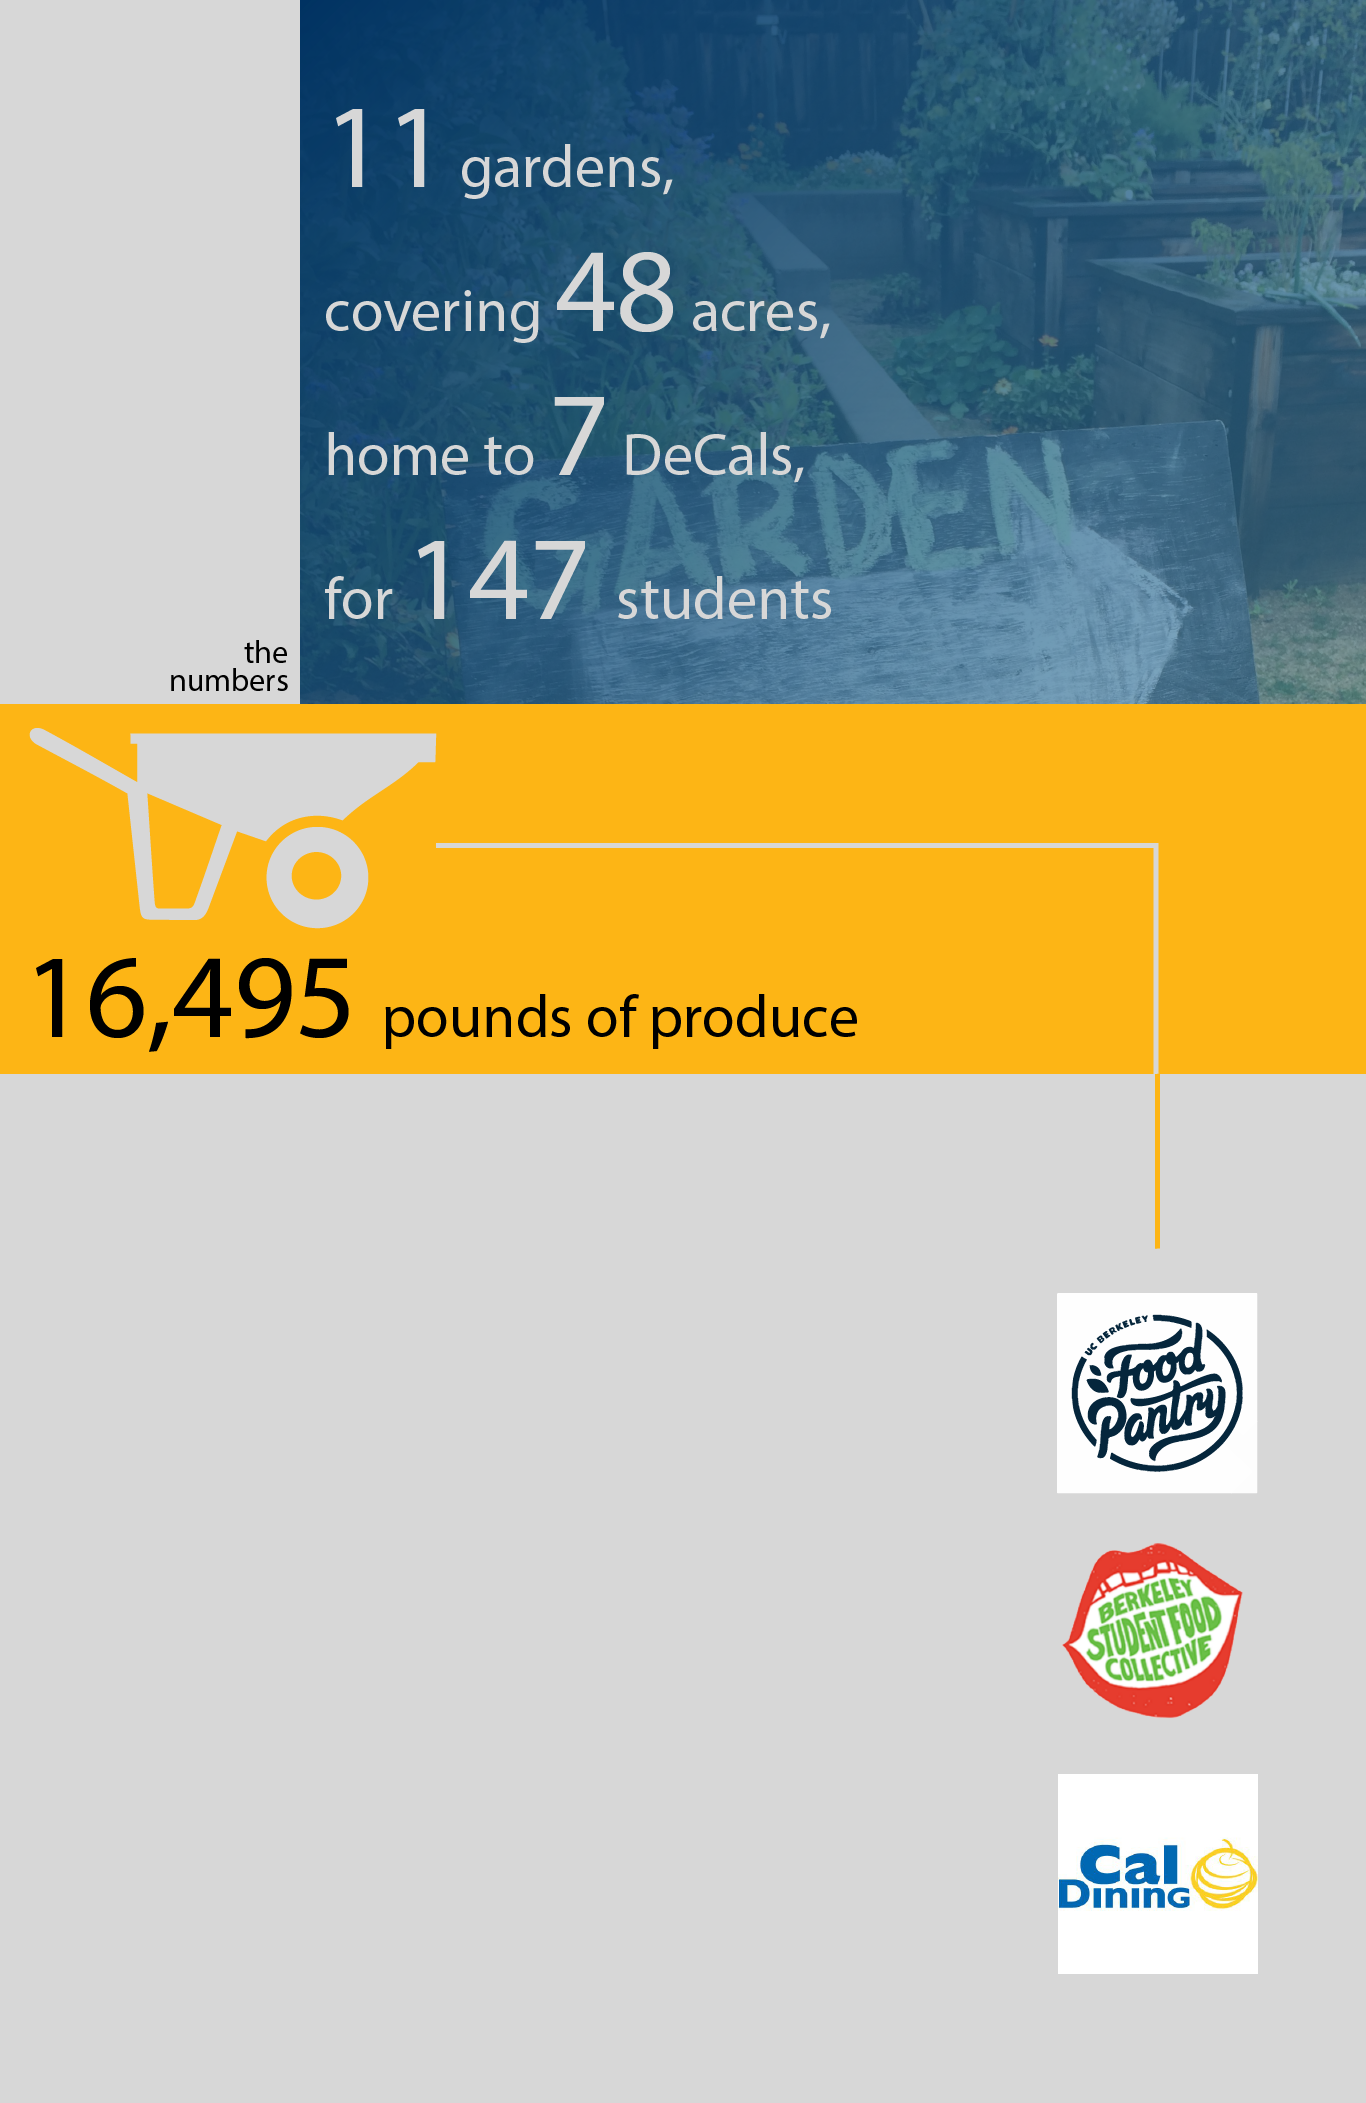 11 gardens,
covering 48 acres,
home to 7 DeCals,
GARDEN
for 147 students
the
numbers
16,495 pounds of produce
UC BERKELEY
Food
Pantry
BERKELEY
STUDENT FOOD
COLLECTIVE
Cal
DINING